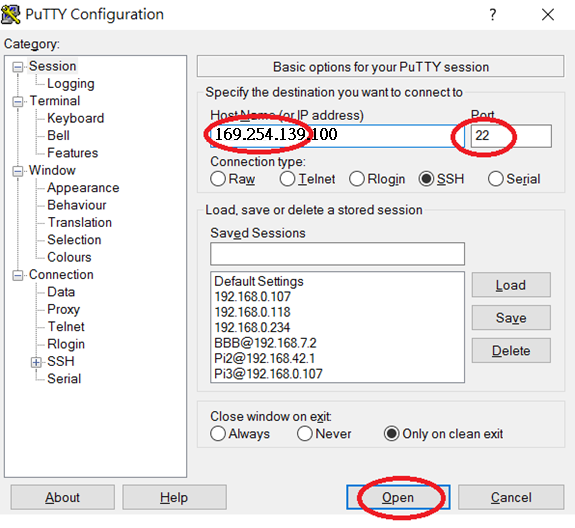 PuTTY Configuration
? ×
Category:
Session
Logging
Terminal
Keyboard
Bell
Features
Window
Appearance
Behaviour
Translation
Selection
Colours
Connection
Data
Proxy
Telnet
Rlogin
SSH
Serial
Basic options for your PuTTY session
Specify the destination you want to connect to
Host Name (or IP address) Port
169.254.139.100 22
Connection type:
Raw Telnet Rlogin SSH Serial
Load, save or delete a stored session
Saved Sessions
Default Settings
192.168.0.107
192.168.0.118
192.168.0.234
BBB@192.168.7.2
Pi2@192.168.42.1
Pi3@192.168.0.107
Load
Save
Delete
Close window on exit:
Always Never Only on clean exit
About Help Open Cancel